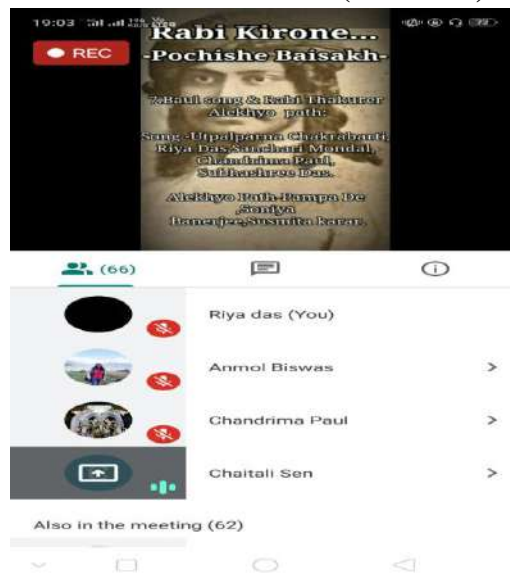 19:03
REC
Rabi Kirone...
-Pochishe Baisakh-
7.Baul song & Rabi Thakurer
Alekhyo path:
Song-Utpalparna Chakrabarti,
Riya Das,Sanchari Mondal,
Chandrima Paul,
Subhashree Das.
Alekhyo Path-Pampa De
,Soniya
Banerjee,Susmita karar,
(66)
Riya das (You)
Anmol Biswas
Chandrima Paul
Chaitali Sen
Also in the meeting (62)